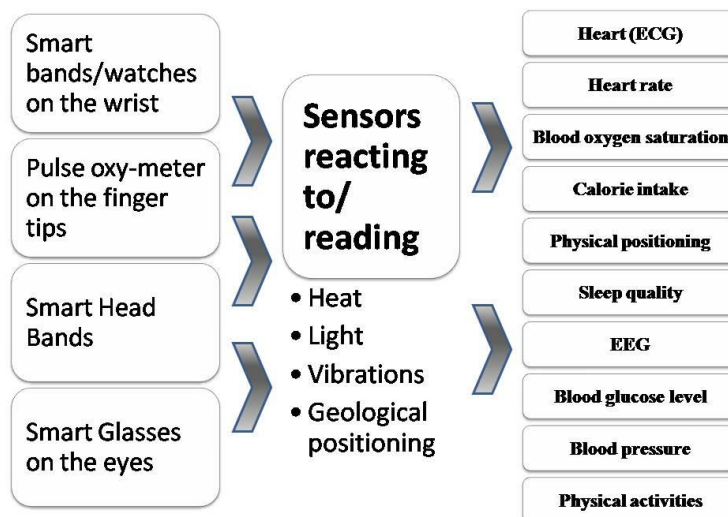 Smart
bands/watches
on the wrist
Pulse oxy-meter
on the finger
tips
Smart Head
Bands
Smart Glasses
on the eyes
Sensors
reacting
to/
reading
• Heat
• Light
• Vibrations
• Geological
positioning
Heart (ECG)
Heart rate
Blood oxygen saturation
Calorie intake
Physical positioning
Sleep quality
EEG
Blood glucose level
Blood pressure
Physical activities